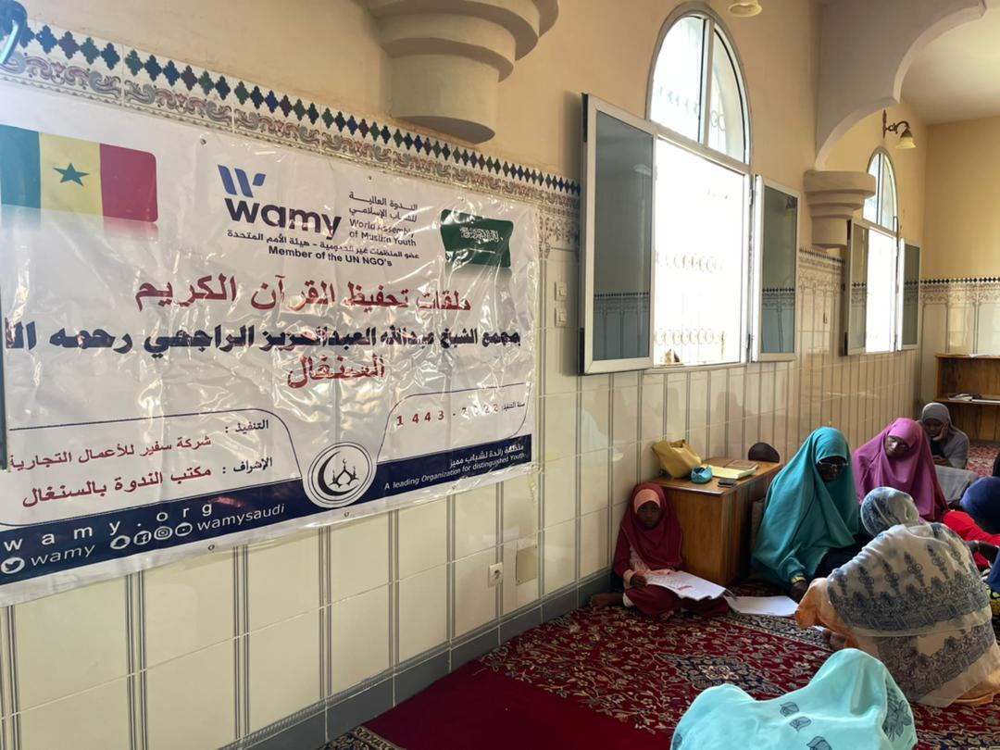 wamy
الندوة العالمية
للشباب الإسلامي
World Assembly
of Muslim Youth
عضو المنظمات غير الحكومية - هيئة الأمم المتحدة
Member of the UN NGO's
حلقات تحفيظ القرآن الكريم
مجمع الشيخ عبدالله العبدالعزيز الراجحي رحمه
السنغال
سنة التنفيذ: 2022-1443
التنفيذ :
شركة سفير للأعمال التجارية
الإشراف :
مكتب الندوة بالسنغال
منظمة رائدة لشباب مميز
A leading Organization for distinguished Youth
wamy.org
wamy wamysaudi